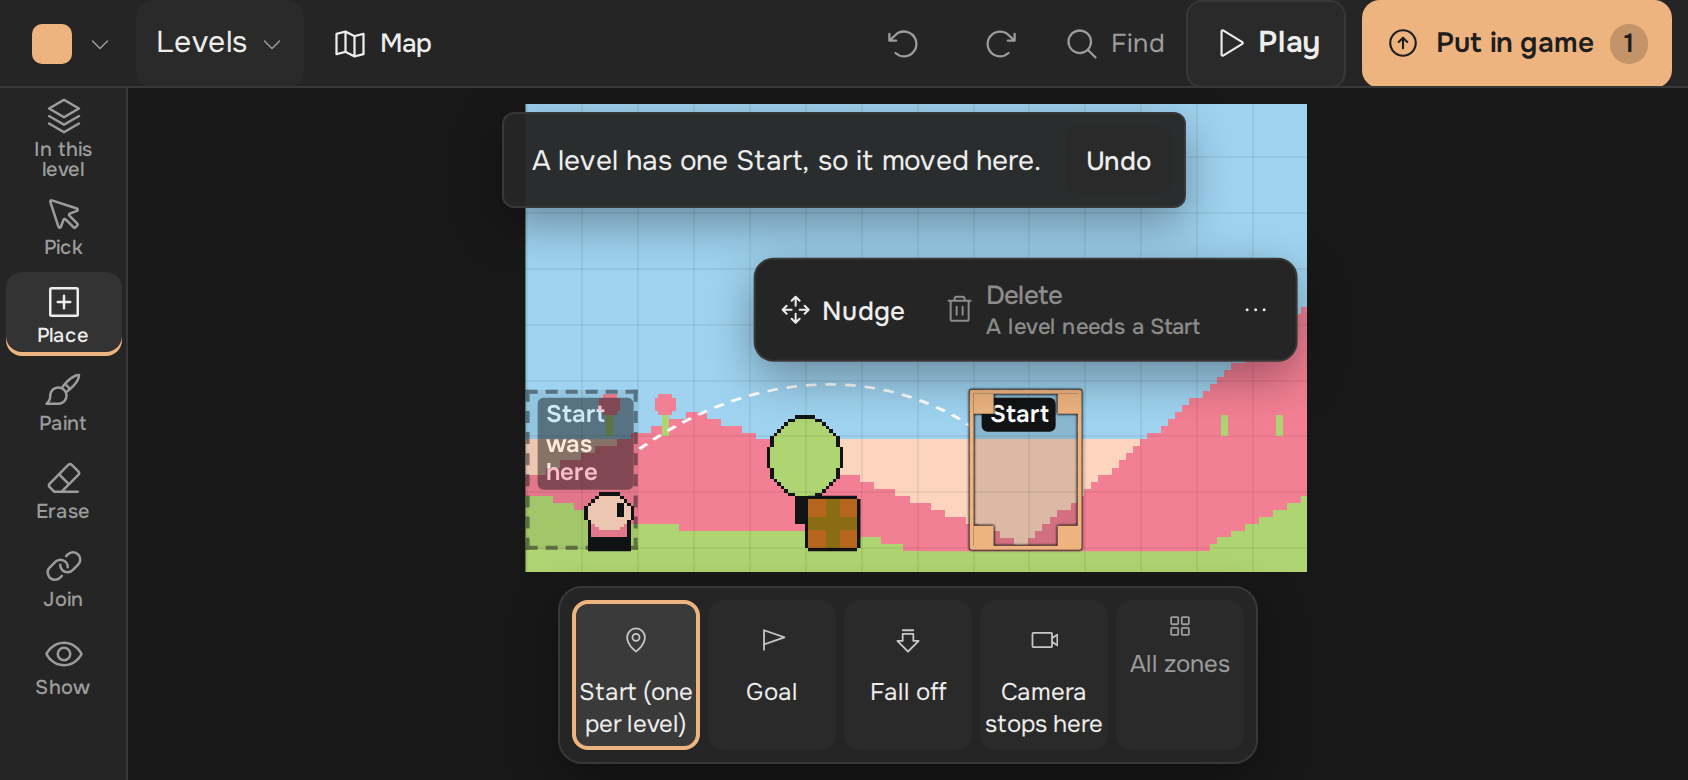 Levels
Map
Find
Play
Put in game
1
In this
level
Pick
Place
Paint
Erase
Join
Show
A level has one Start, so it moved here.
Undo
Nudge
Delete
A level needs a Start
...
Start
was
here
Start
Start (one
per level)
Goal
Fall off
Camera
stops here
All zones